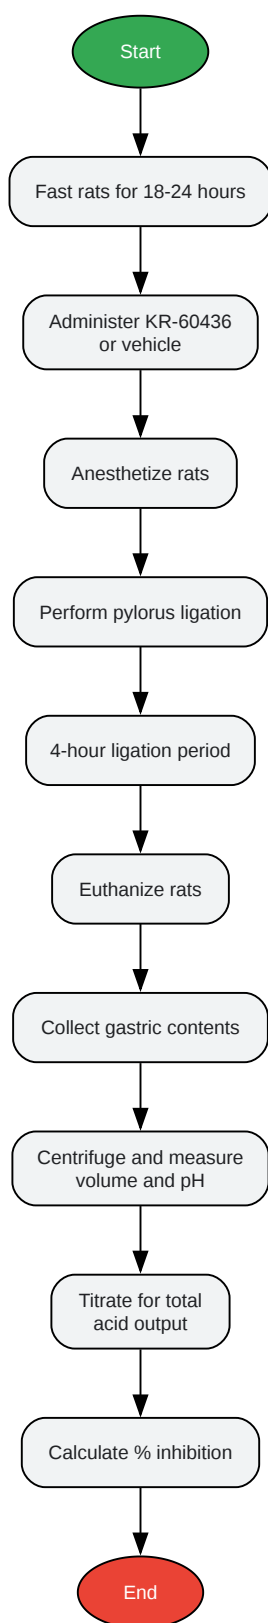 Start
Fast rats for 18-24 hours
Administer KR-60436
or vehicle
Anesthetize rats
Perform pylorus ligation
4-hour ligation period
Euthanize rats
Collect gastric contents
Centrifuge and measure
volume and pH
Titrate for total
acid output
Calculate % inhibition
End